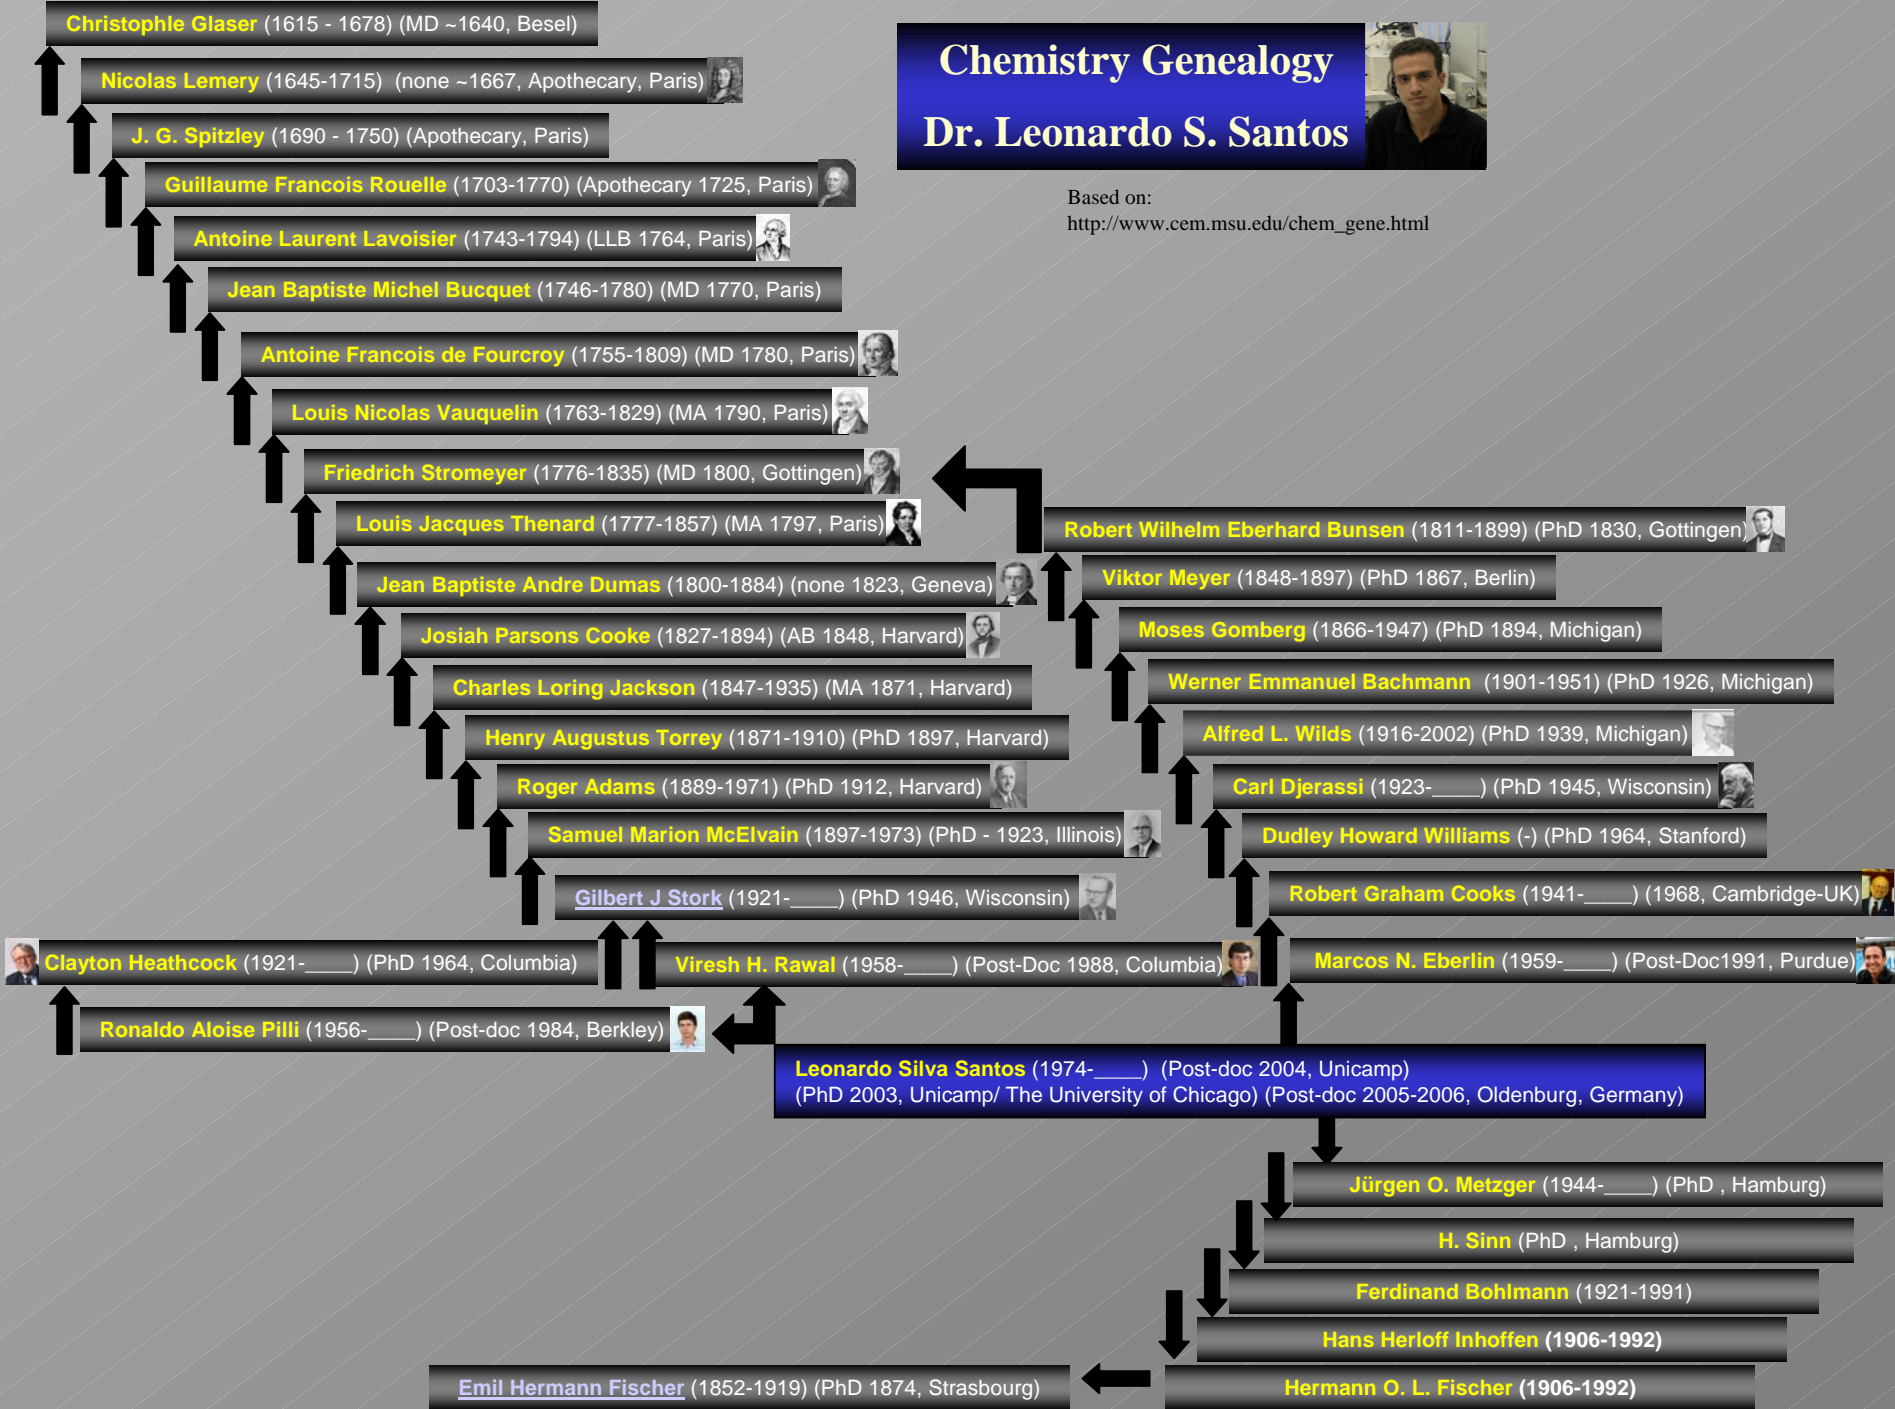 Christophle Glaser (1615 - 1678) (MD ~1640, Besel)
Nicolas Lemery (1645-1715) (none ~1667, Apothecary, Paris)
J. G. Spitzley (1690 - 1750) (Apothecary, Paris)
Guillaume Francois Rouelle (1703-1770) (Apothecary 1725, Paris)
Antoine Laurent Lavoisier (1743-1794) (LLB 1764, Paris)
Jean Baptiste Michel Bucquet (1746-1780) (MD 1770, Paris)
Antoine Francois de Fourcroy (1755-1809) (MD 1780, Paris)
Louis Nicolas Vauquelin (1763-1829) (MA 1790, Paris)
Friedrich Stromeyer (1776-1835) (MD 1800, Gottingen)
Louis Jacques Thenard (1777-1857) (MA 1797, Paris)
Jean Baptiste Andre Dumas (1800-1884) (none 1823, Geneva)
Josiah Parsons Cooke (1827-1894) (AB 1848, Harvard)
Charles Loring Jackson (1847-1935) (MA 1871, Harvard)
Henry Augustus Torrey (1871-1910) (PhD 1897, Harvard)
Roger Adams (1889-1971) (PhD 1912, Harvard)
Samuel Marion McElvain (1897-1973) (PhD - 1923, Illinois)
Gilbert J Stork (1921-____) (PhD 1946, Wisconsin)
Clayton Heathcock (1921-____) (PhD 1964, Columbia)
Viresh H. Rawal (1958-____) (Post-Doc 1988, Columbia)
Ronaldo Aloise Pilli (1956-____) (Post-doc 1984, Berkley)
Chemistry Genealogy
Dr. Leonardo S. Santos
Based on:
http://www.cem.msu.edu/chem_gene.html
Robert Wilhelm Eberhard Bunsen (1811-1899) (PhD 1830, Gottingen)
Viktor Meyer (1848-1897) (PhD 1867, Berlin)
Moses Gomberg (1866-1947) (PhD 1894, Michigan)
Werner Emmanuel Bachmann (1901-1951) (PhD 1926, Michigan)
Alfred L. Wilds (1916-2002) (PhD 1939, Michigan)
Carl Djerassi (1923-____) (PhD 1945, Wisconsin)
Dudley Howard Williams (-) (PhD 1964, Stanford)
Robert Graham Cooks (1941-____) (1968, Cambridge-UK)
Marcos N. Eberlin (1959-____) (Post-Doc1991, Purdue)
Leonardo Silva Santos (1974-____) (Post-doc 2004, Unicamp)
(PhD 2003, Unicamp/ The University of Chicago) (Post-doc 2005-2006, Oldenburg, Germany)
Jürgen O. Metzger (1944-____) (PhD , Hamburg)
H. Sinn (PhD , Hamburg)
Ferdinand Bohlmann (1921-1991)
Hans Herloff Inhoffen (1906-1992)
Hermann O. L. Fischer (1906-1992)
Emil Hermann Fischer (1852-1919) (PhD 1874, Strasbourg)